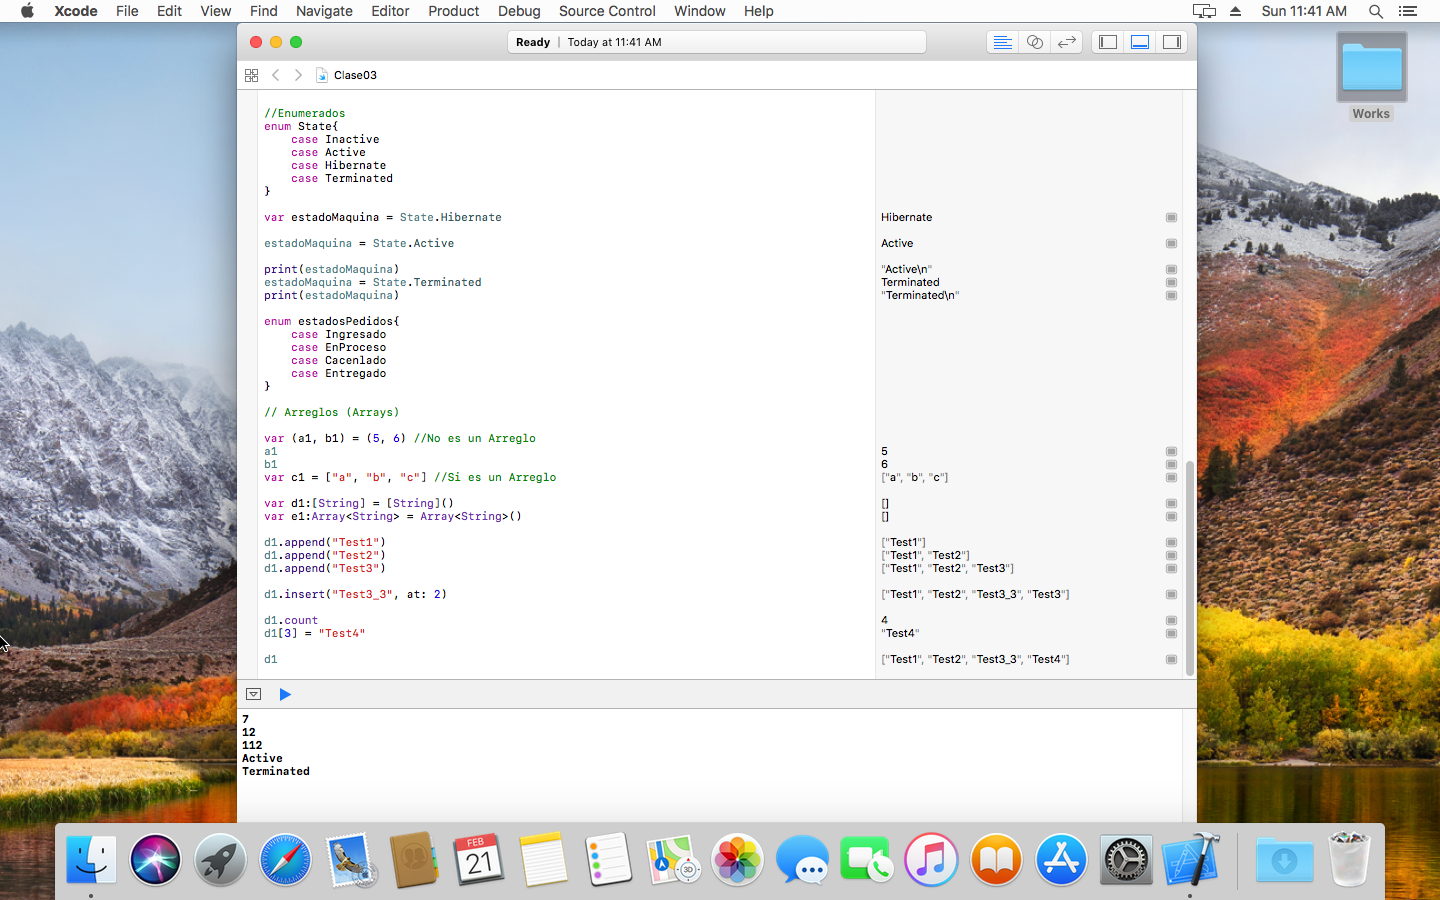 Xcode File Edit View Find Navigate Editor Product Debug Source Control Window Help Sun 11:41 AM
Ready | Today at 11:41 AM
Clase03
Works
//Enumerados
enum State{
case Inactive
case Active
case Hibernate
case Terminated
}
var estadoMaquina = State.Hibernate Hibernate
estadoMaquina = State.Active Active
print(estadoMaquina) "Active\n"
estadoMaquina = State.Terminated Terminated
print(estadoMaquina) "Terminated\n"
enum estadosPedidos{
case Ingresado
case EnProceso
case Cacenlado
case Entregado
}
// Arreglos (Arrays)
var (a1, b1) = (5, 6) //No es un Arreglo
a1 5
b1 6
var c1 = ["a", "b", "c"] //Si es un Arreglo ["a", "b", "c"]
var d1:[String] = [String]() []
var e1:Array<String> = Array<String>() []
d1.append("Test1") ["Test1"]
d1.append("Test2") ["Test1", "Test2"]
d1.append("Test3") ["Test1", "Test2", "Test3"]
d1.insert("Test3_3", at: 2) ["Test1", "Test2", "Test3_3", "Test3"]
d1.count 4
d1[3] = "Test4" "Test4"
d1 ["Test1", "Test2", "Test3_3", "Test4"]
7
12
112
Active
Terminated
FEB
21
3D